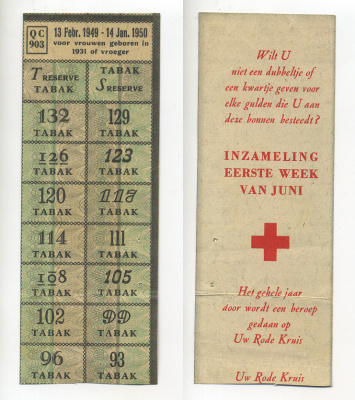 QC
903
13 Febr. 1949 - 14 Jan. 1950
voor vrouwen geboren in
1931 of vroeger
T RESERVE
TABAK
TABAK
S RESERVE
132
TABAK
129
TABAK
126
TABAK
123
TABAK
120
TABAK
117
TABAK
114
TABAK
111
TABAK
108
TABAK
105
TABAK
102
TABAK
DD
TABAK
96
TABAK
93
TABAK
Wilt U
niet een dubbeltje of
een kwartje geven voor
elke gulden die U aan
deze bonnen besteedt?
INZAMELING
EERSTE WEEK
VAN JUNI
Het gehele jaar
door wordt een beroep
gedaan op
Uw Rode Kruis
Uw Rode Kruis